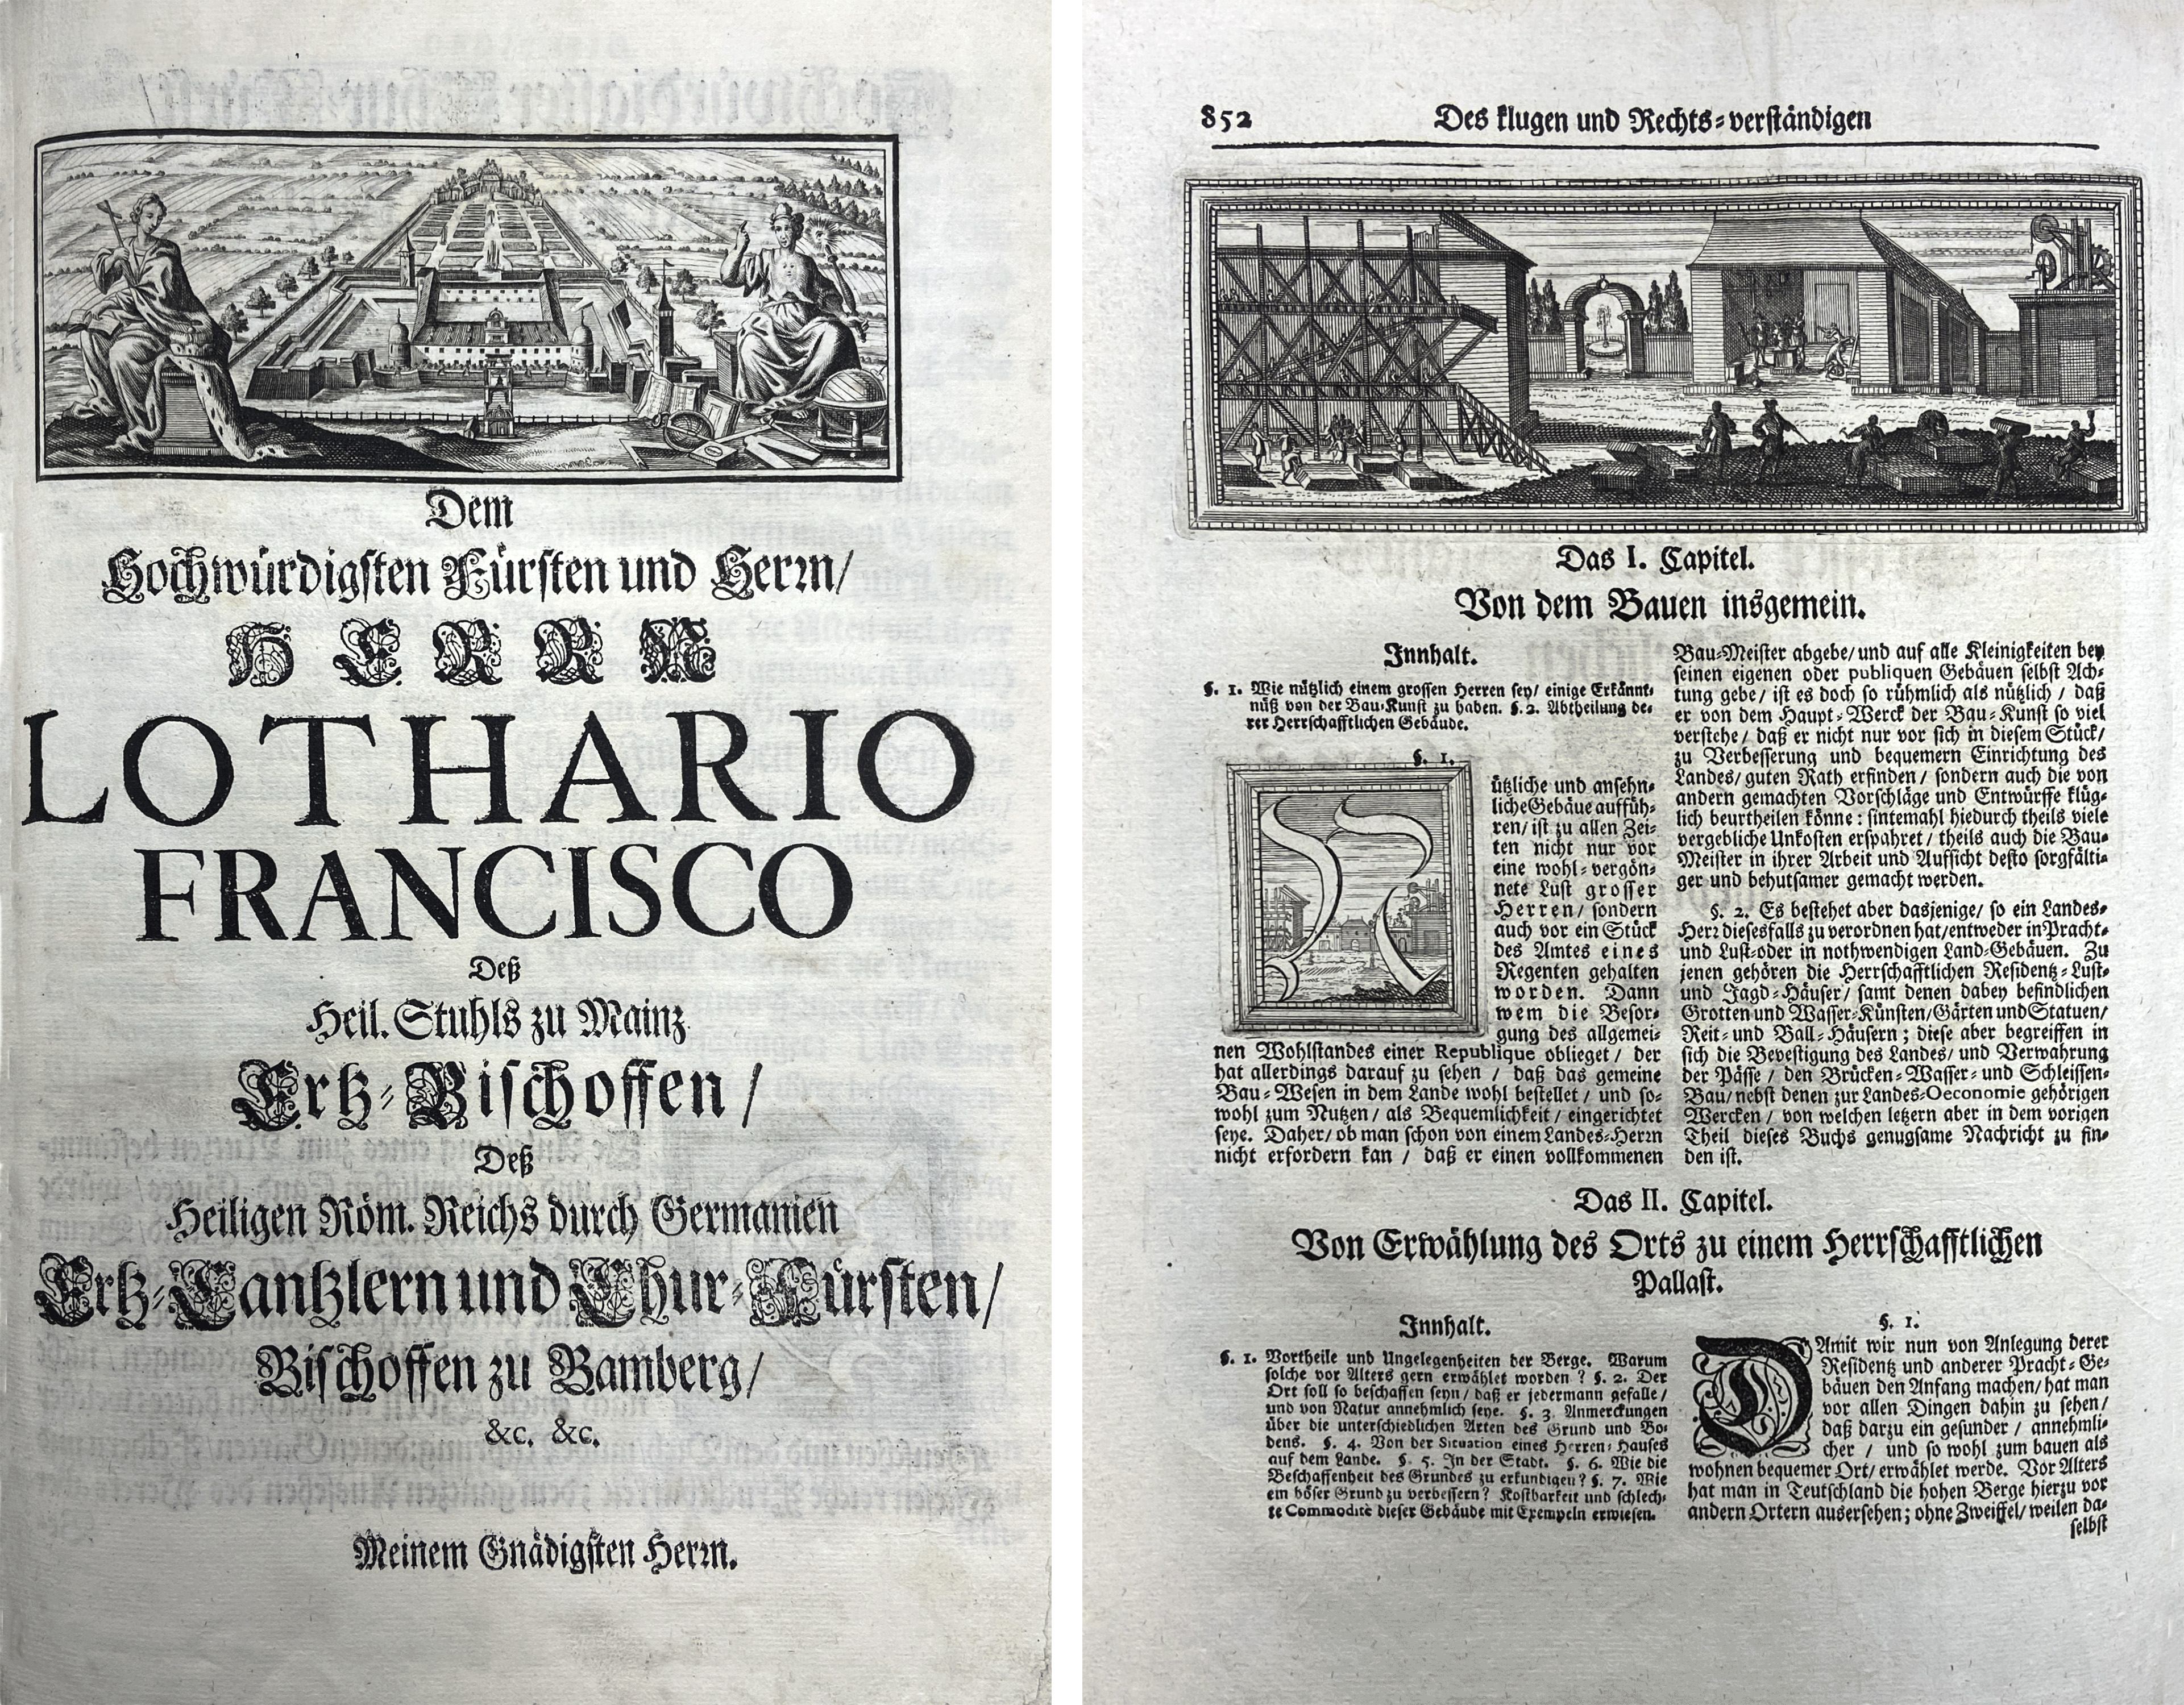 Dem
Hochwürdigsten Fürsten und Herrn/
HERRN
LOTHARIO
FRANCISCO
Deß
Heil. Stuhls zu Mainz
Ertz-Bischoffen/
Deß
Heiligen Röm. Reichs durch Germanien
Ertz-Cantzlern und Chur-Fürsten/
Bischoffen zu Bamberg/
&c. &c.
Meinem Gnädigsten Herrn.
852 Des klugen und Rechts-verständigen
Das I. Capitel.
Von dem Bauen insgemein.
Innhalt.
§. 1. Wie nützlich einem grossen Herren sey/ einige Erkännt-
nüß von der Bau-Kunst zu haben. §. 2. Abtheilung de-
rer Herrschafftlichen Gebäude.
§. 1.
Nützliche und ansehn-
liche Gebäue auffüh-
ren/ ist zu allen Zei-
ten nicht nur vor
eine wohl-vergön-
nete Lust grosser
Herren/ sondern
auch vor ein Stück
des Amtes eines
Regenten gehalten
worden. Dann
wem die Besor-
gung des allgemei-
nen Wohlstandes einer Republique oblieget/ der
hat allerdings darauf zu sehen/ daß das gemeine
Bau-Wesen in dem Lande wohl bestellet/ und so-
wohl zum Nutzen/ als Bequemlichkeit/ eingerichtet
seye. Daher/ ob man schon von einem Landes-Herrn
nicht erfordern kan/ daß er einen vollkommenen
Bau-Meister abgebe/ und auf alle Kleinigkeiten bey
seinen eigenen oder publiquen Gebäuen selbst Ach-
tung gebe/ ist es doch so rühmlich als nützlich/ daß
er von dem Haupt-Werck der Bau-Kunst so viel
verstehe/ daß er nicht nur vor sich in diesem Stück/
zu Verbesserung und bequemern Einrichtung des
Landes/ guten Rath erfinden/ sondern auch die von
andern gemachten Vorschläge und Entwürffe klüg-
lich beurtheilen könne: sintemahl hiedurch theils viele
vergebliche Unkosten erspahret/ theils auch die Bau-
Meister in ihrer Arbeit und Aufsicht desto sorgfälti-
ger und behutsamer gemacht werden.
§. 2. Es bestehet aber dasjenige/ so ein Landes-
Herr diesesfalls zu verordnen hat/ entweder in Pracht-
und Lust-oder in nothwendigen Land-Gebäuen. Zu
jenen gehören die Herrschafftlichen Residentz-Lust-
und Jagd-Häuser/ samt denen dabey befindlichen
Grotten und Wasser-Künsten/ Gärten und Statuen/
Reit-und Ball-Häusern; diese aber begreiffen in
sich die Bevestigung des Landes/ und Verwahrung
der Pässe/ den Brücken-Wasser-und Schleissen-
Bau/ nebst denen zur Landes-Oeconomie gehörigen
Wercken/ von welchen letzern aber in dem vorigen
Theil dieses Buchs genugsame Nachricht zu fin-
den ist.
Das II. Capitel.
Von Erwählung des Orts zu einem Herrschafftlichen
Pallast.
Innhalt.
§. 1. Vortheile und Ungelegenheiten der Berge. Warum
solche vor Alters gern erwählet worden? §. 2. Der
Ort soll so beschaffen seyn/ daß er jedermann gefalle/
und von Natur annehmlich seye. §. 3. Anmerckungen
über die unterschiedlichen Arten des Grund und Bo-
dens. §. 4. Von der Situation eines Herren-Hauses
auf dem Lande. §. 5. In der Stadt. §. 6. Wie die
Beschaffenheit des Grundes zu erkundigen? §. 7. Wie
ein böser Grund zu verbessern? Kostbarkeit und schlech-
te Commodite dieser Gebäude mit Exempeln erwiesen.
§. 1.
DAmit wir nun von Anlegung derer
Residentz und anderer Pracht-Ge-
bäuen den Anfang machen/ hat man
vor allen Dingen dahin zu sehen/
daß darzu ein gesunder/ annehmli-
cher/ und so wohl zum bauen als
wohnen bequemer Ort/ erwählet werde. Vor Alters
hat man in Teutschland die hohen Berge hierzu vor
andern Ortern ausersehen; ohne Zweiffel/ weilen da-
selbst